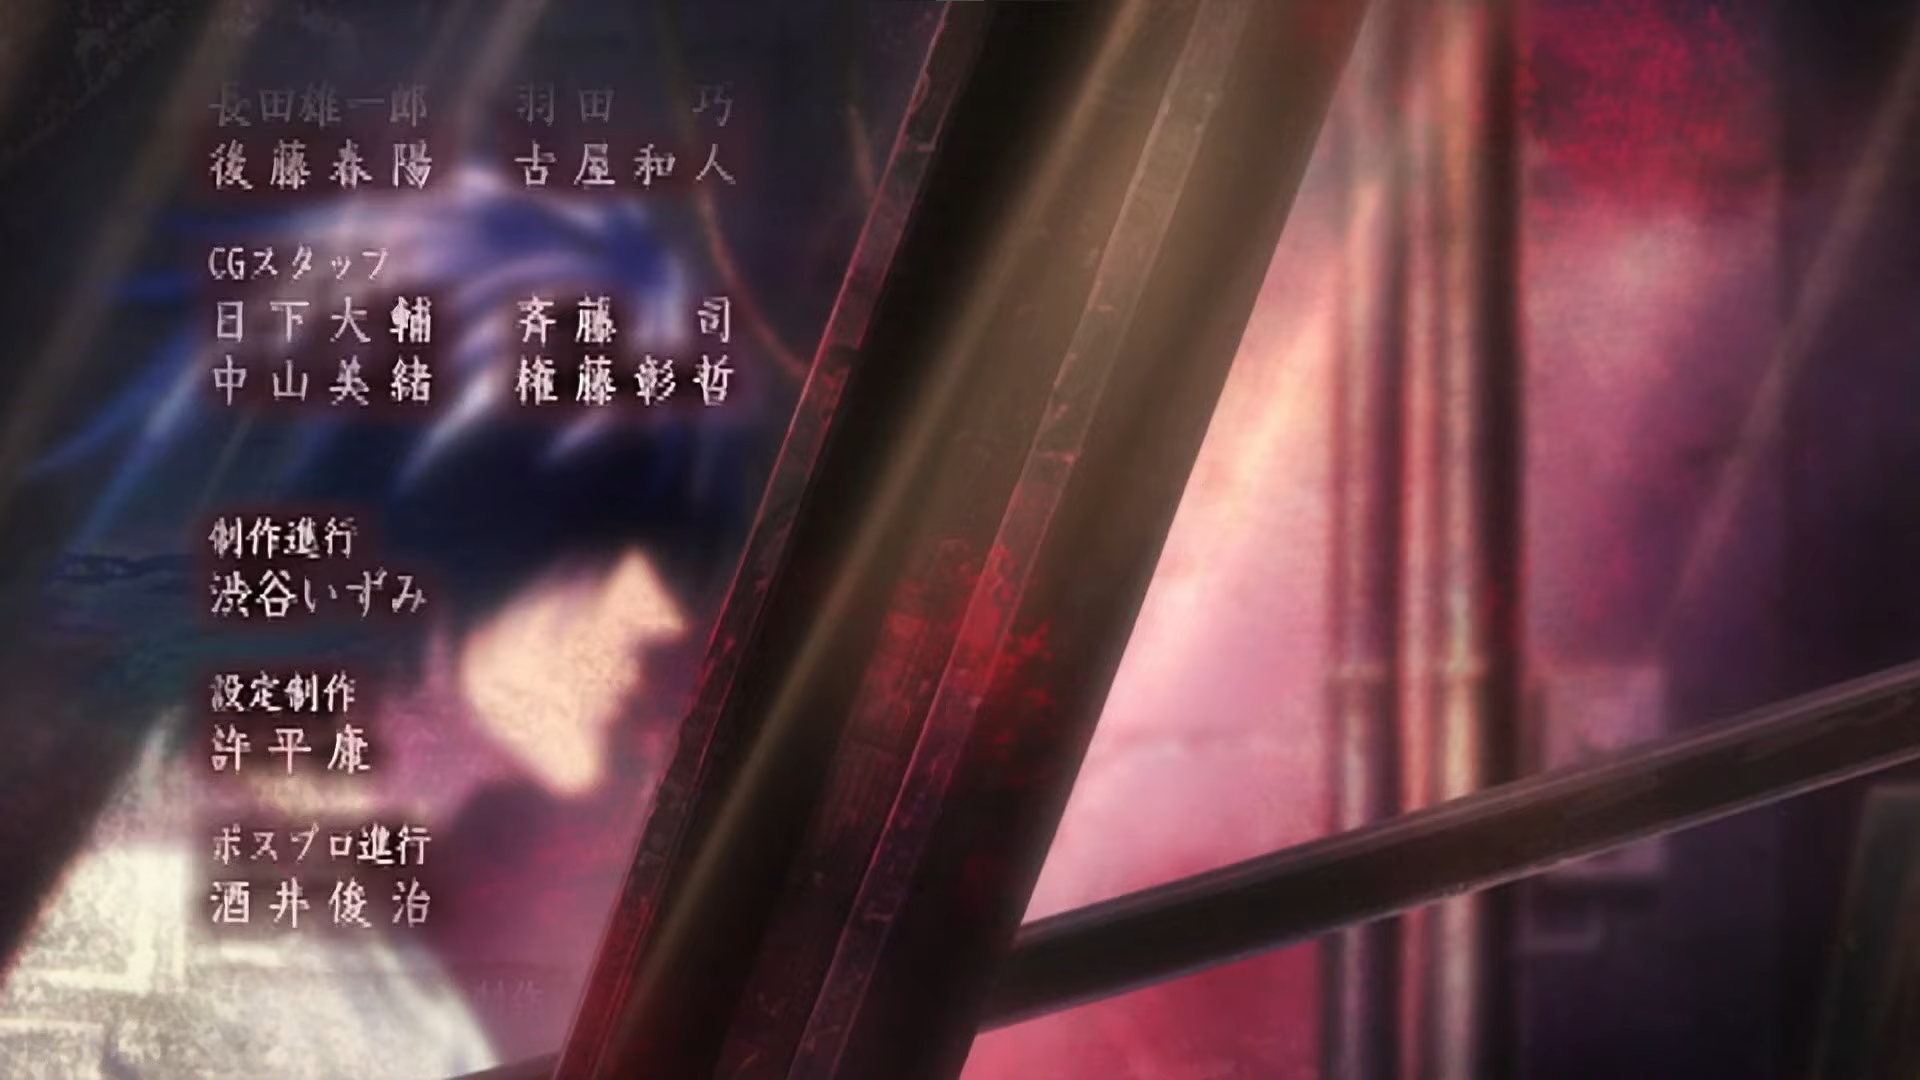 長田雄一郎 羽田 巧
後藤春陽 古屋和人
CGスタッフ
日下大輔 斉藤 司
中山美緒 権藤彰哲
制作進行
渋谷いずみ
設定制作
許平康
ポスプロ進行
酒井俊治